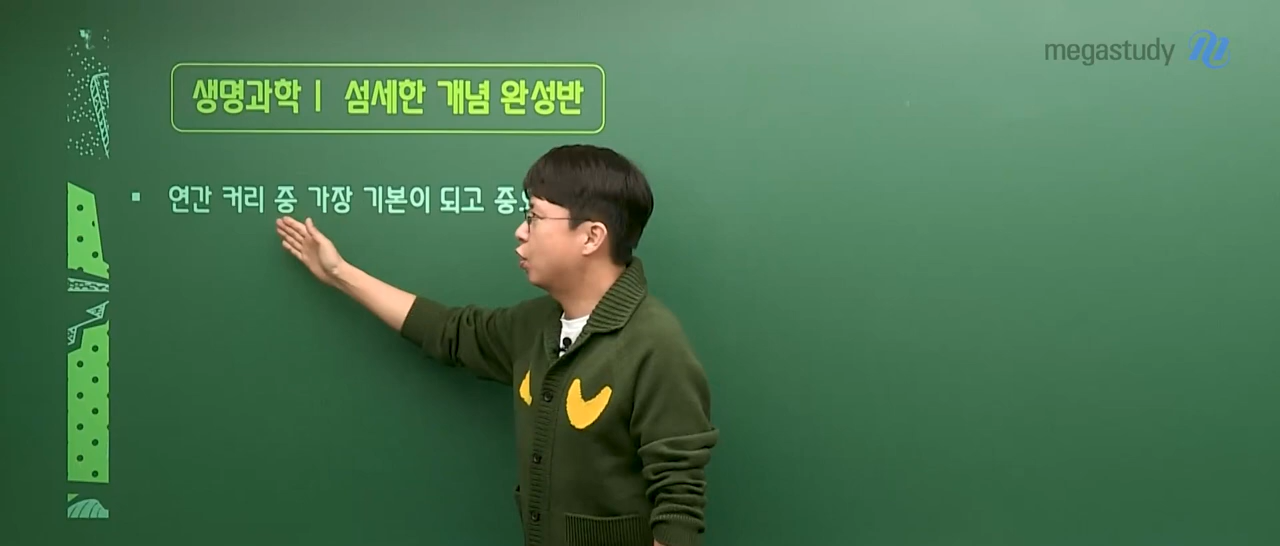 megastudy
생명과학 I 섬세한 개념 완성반
연간 커리 중 가장 기본이 되고